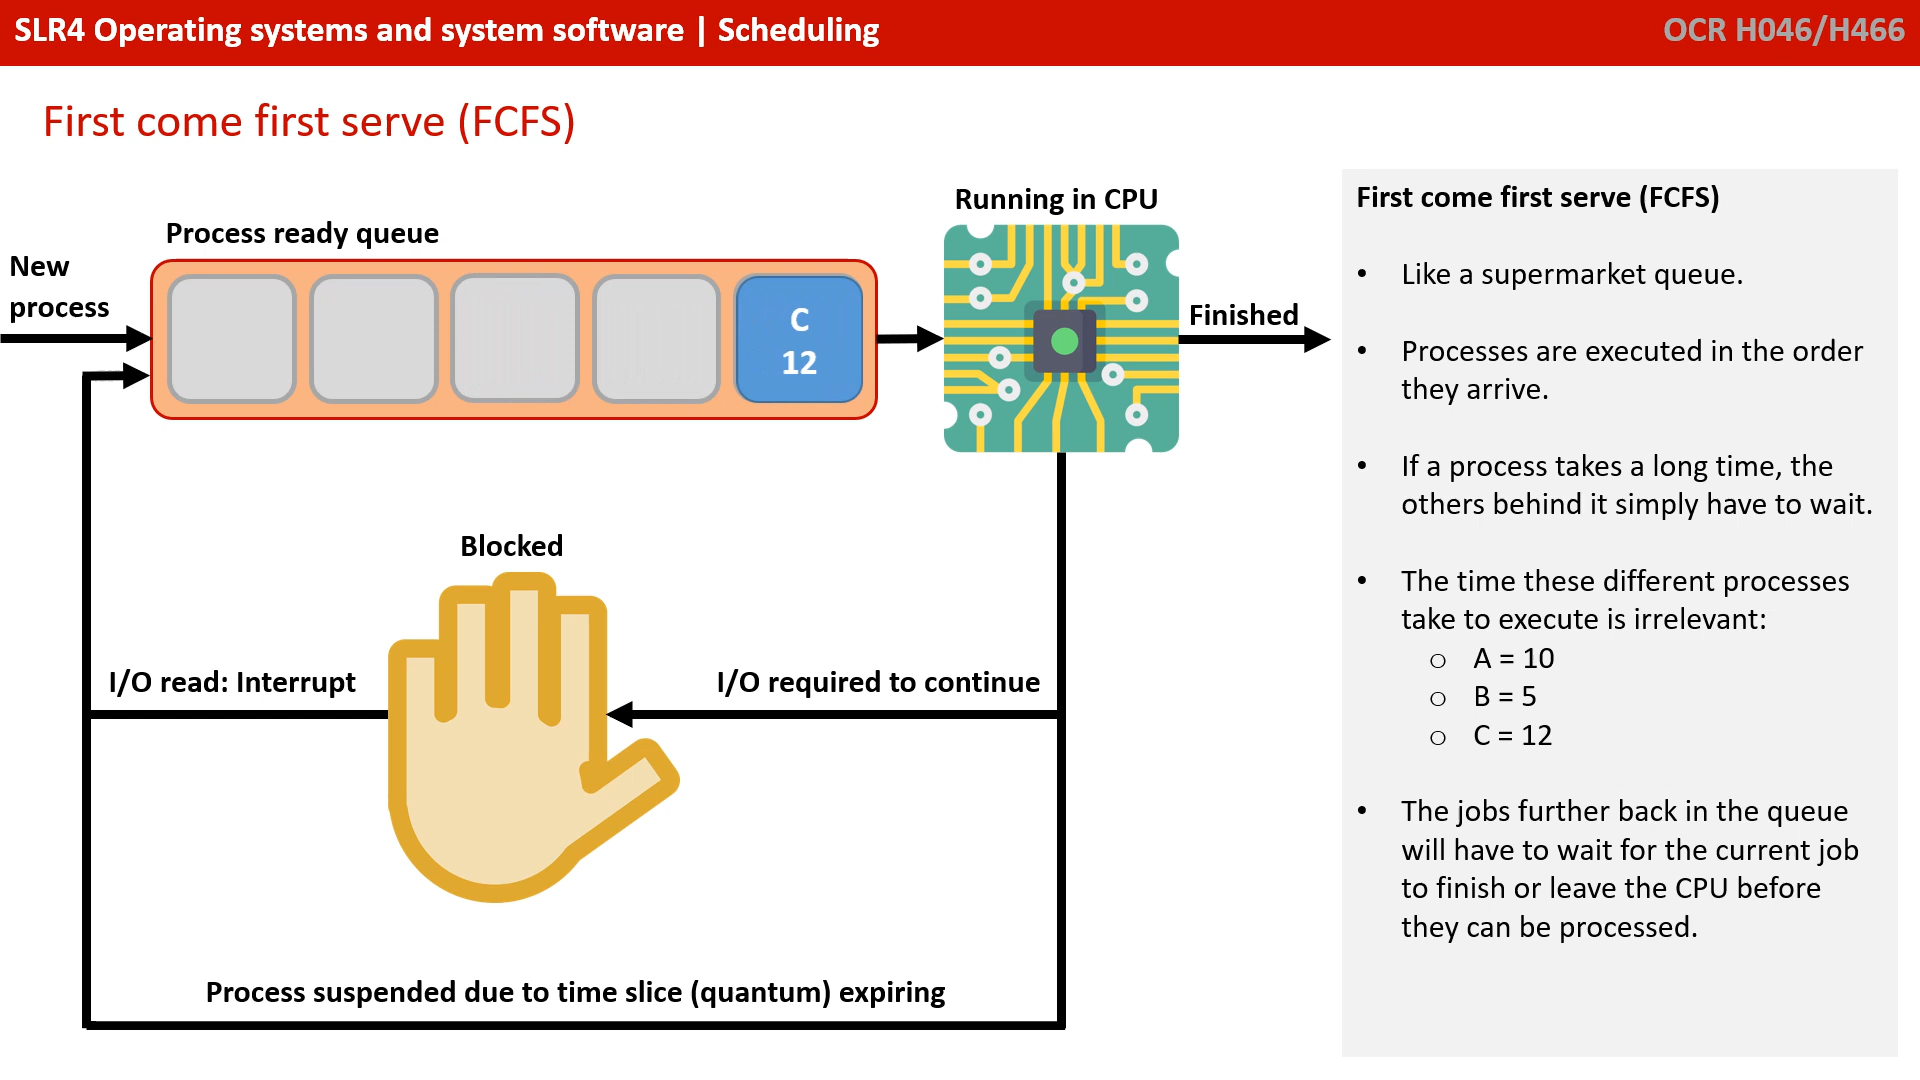 SLR4 Operating systems and system software | Scheduling
OCR H046/H466
First come first serve (FCFS)
Process ready queue
New
process
C
12
Running in CPU
Finished
Blocked
I/O read: Interrupt
I/O required to continue
Process suspended due to time slice (quantum) expiring
First come first serve (FCFS)
• Like a supermarket queue.
• Processes are executed in the order
they arrive.
• If a process takes a long time, the
others behind it simply have to wait.
• The time these different processes
take to execute is irrelevant:
○ A = 10
○ B = 5
○ C = 12
• The jobs further back in the queue
will have to wait for the current job
to finish or leave the CPU before
they can be processed.